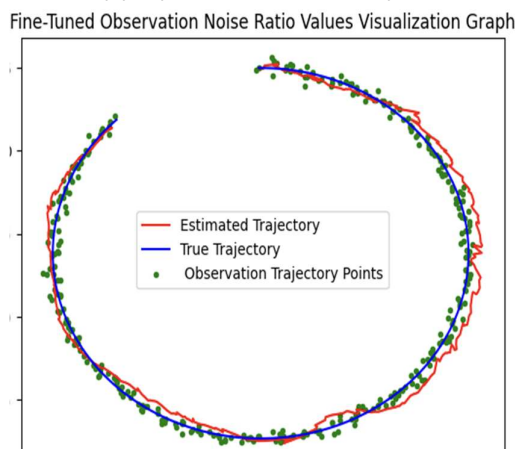 Fine-Tuned Observation Noise Ratio Values Visualization Graph
Estimated Trajectory
True Trajectory
Observation Trajectory Points